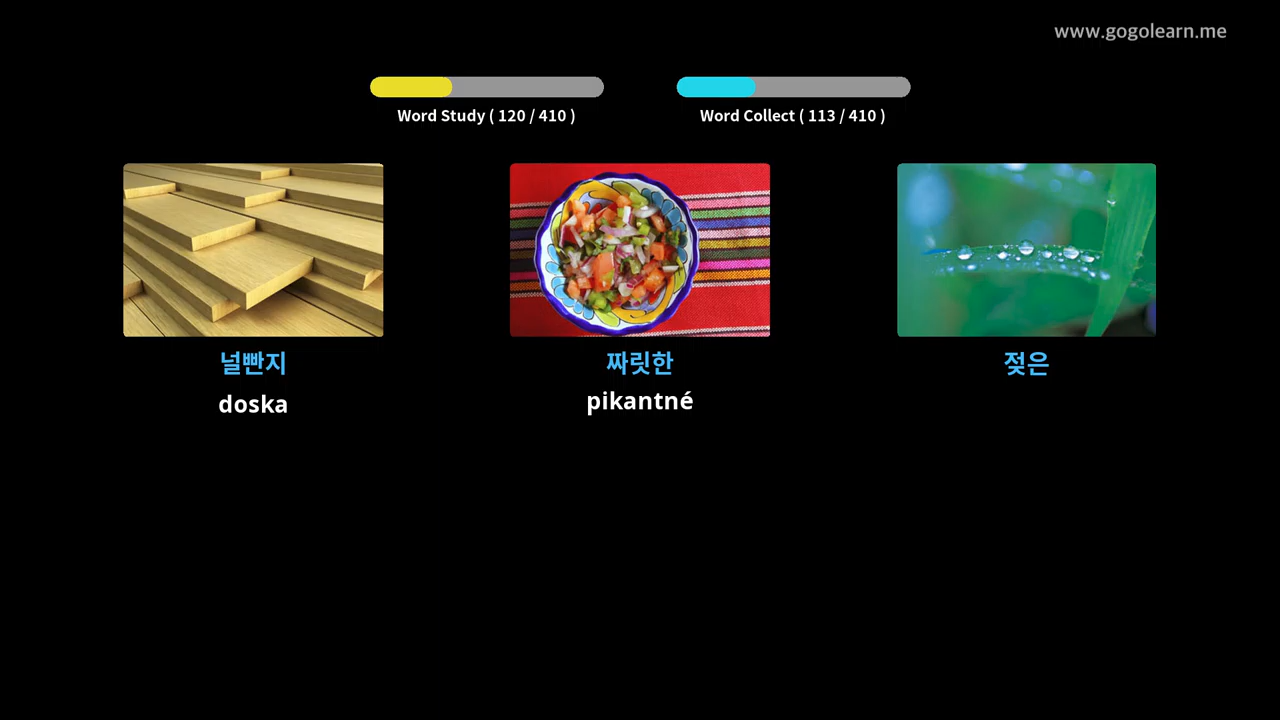 www.gogolearn.me
Word Study ( 120 / 410 )
Word Collect ( 113 / 410 )
널빤지
짜릿한
젖은
doska
pikantné